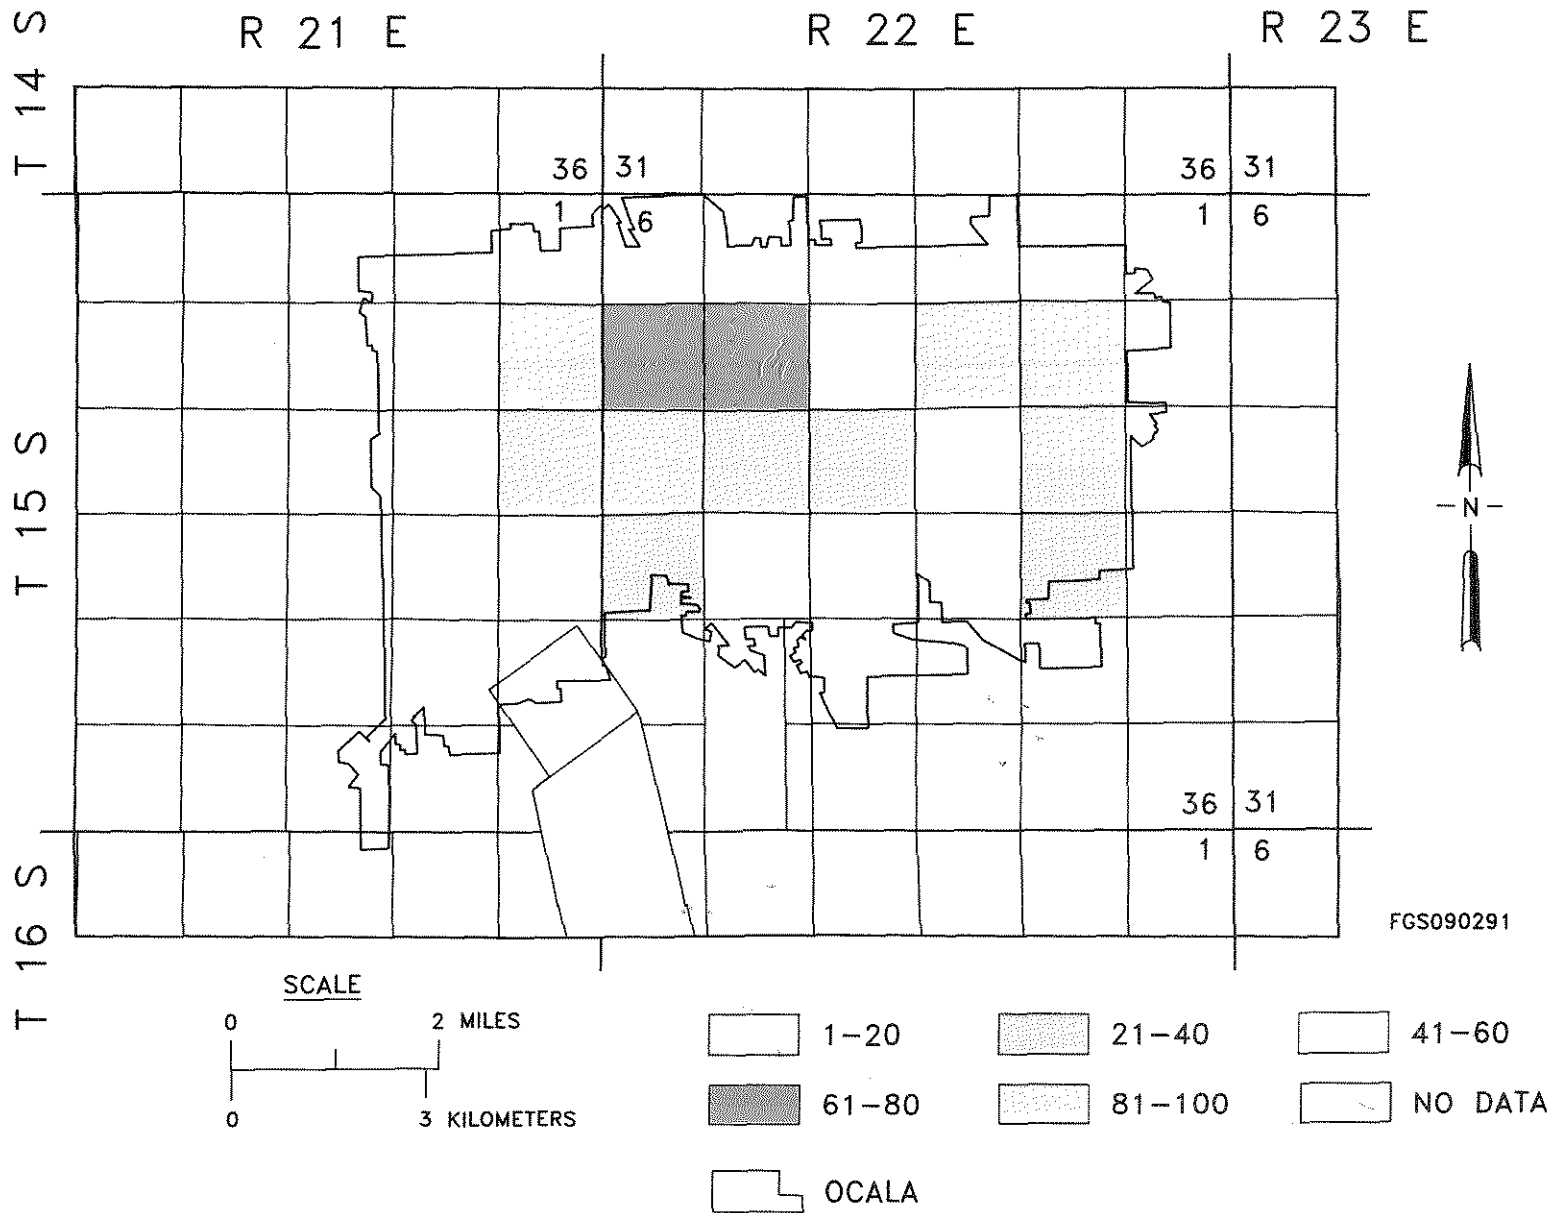 R 21 E R 22 E R 23 E
T 14 S
36 31 36 31
1 6 1 6
T 15 S
- N -
36 31
1 6
T 16 S
FGS090291
SCALE
0 2 MILES
0 3 KILOMETERS
1-20 21-40 41-60
61-80 81-100 NO DATA
OCALA